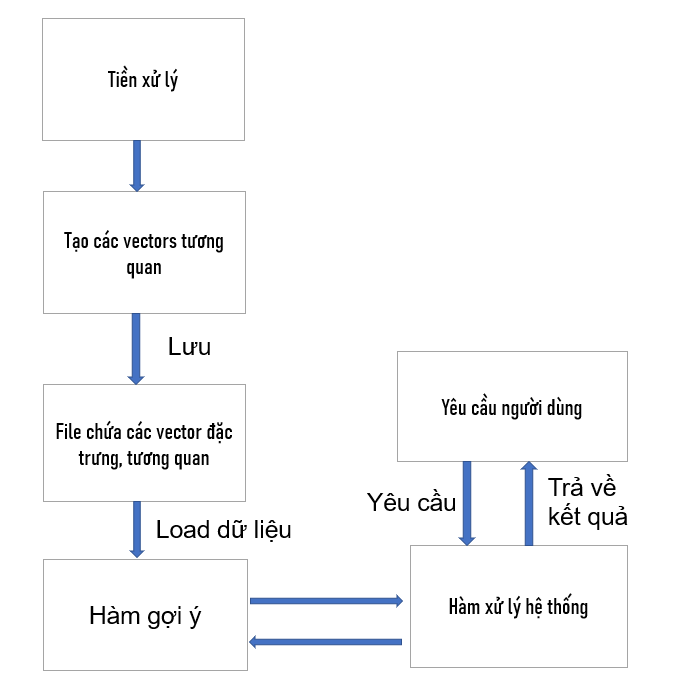 Tiền xử lý
Tạo các vectors tương
quan
Lưu
File chứa các vector đặc
trưng, tương quan
Load dữ liệu
Hàm gợi ý
Yêu cầu người dùng
Yêu cầu
Trả về
kết quả
Hàm xử lý hệ thống